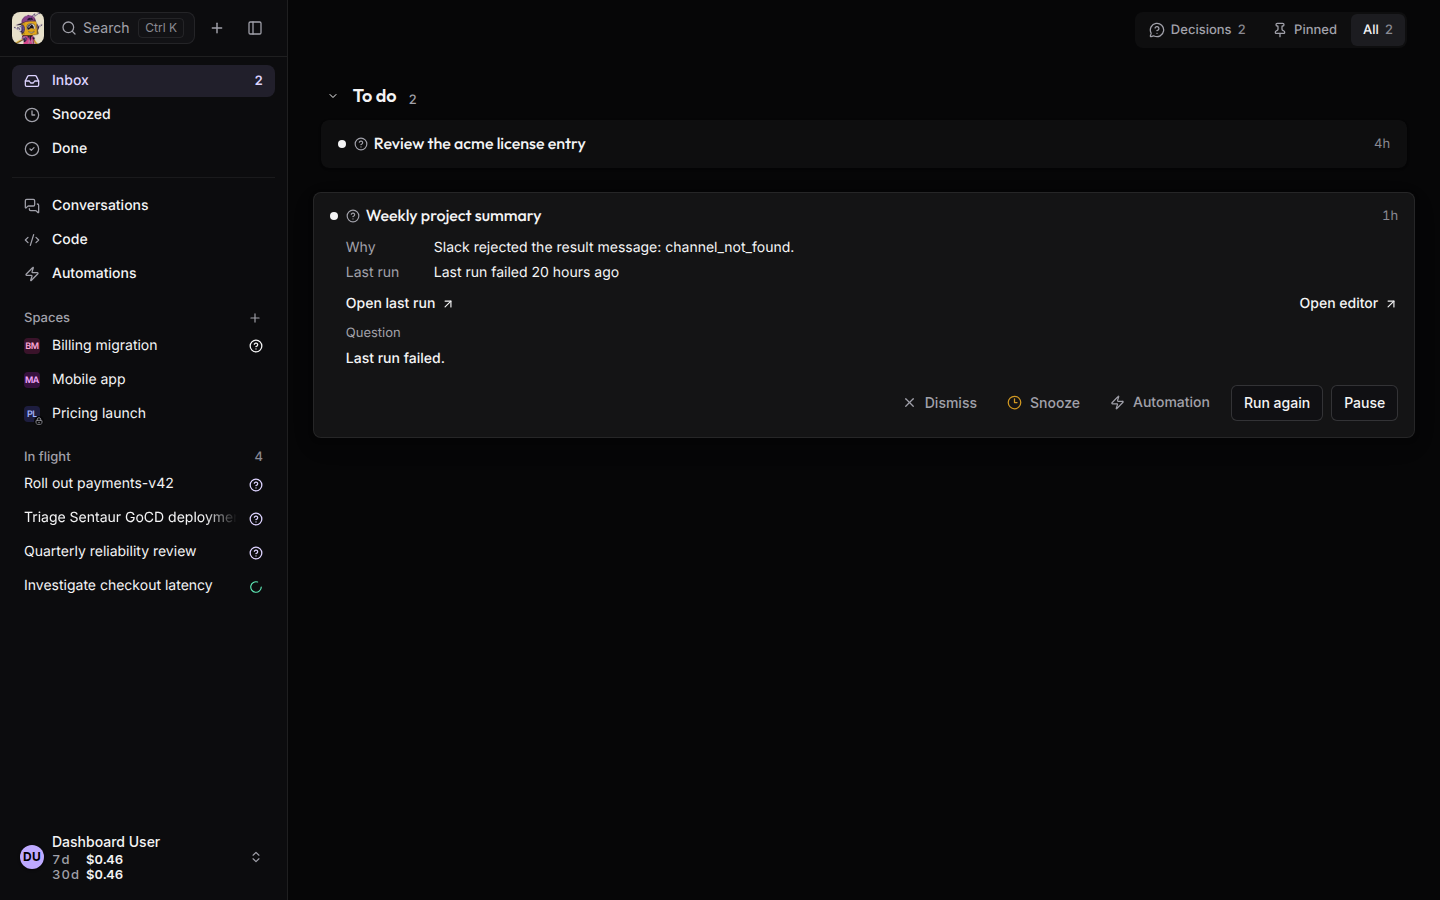 Search Ctrl K
Decisions 2 Pinned All 2
Inbox 2
Snoozed
Done
Conversations
Code
Automations
Spaces
BM Billing migration
MA Mobile app
PL Pricing launch
In flight 4
Roll out payments-v42
Triage Sentaur GoCD deployme
Quarterly reliability review
Investigate checkout latency
DU Dashboard User
7d $0.46
30d $0.46
To do 2
Review the acme license entry 4h
Weekly project summary 1h
Why Slack rejected the result message: channel_not_found.
Last run Last run failed 20 hours ago
Open last run Open editor
Question
Last run failed.
Dismiss Snooze Automation Run again Pause